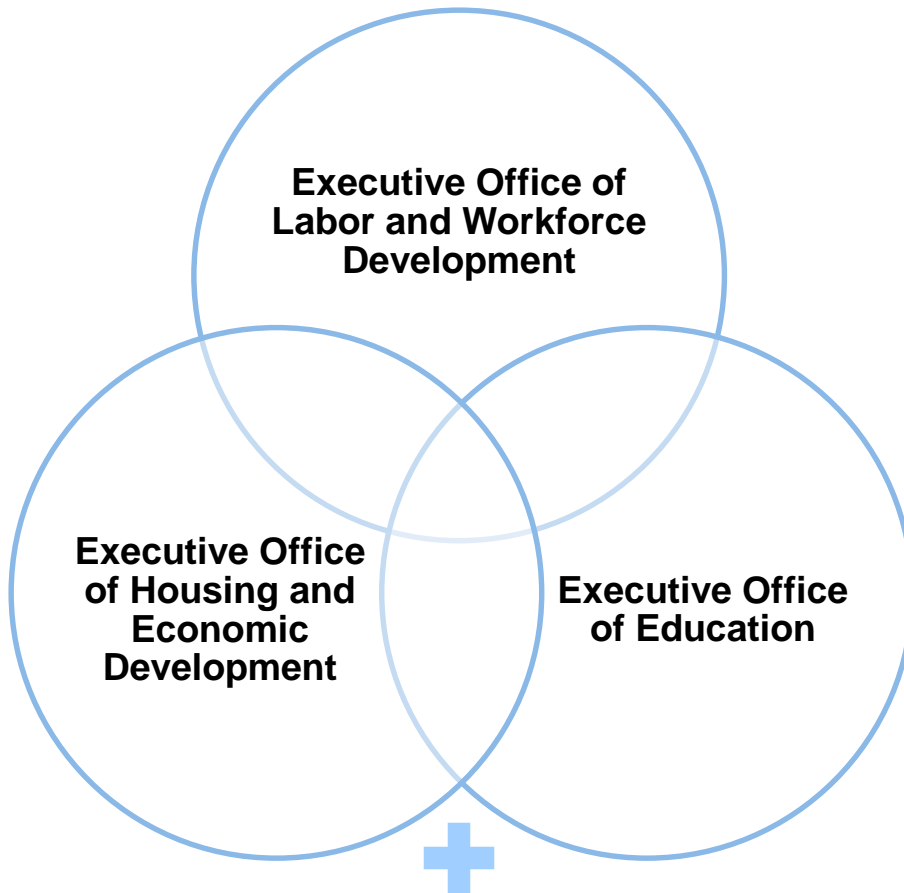 Executive Office of
Labor and Workforce
Development
Executive Office
of Housing and
Economic
Development
Executive Office
of Education